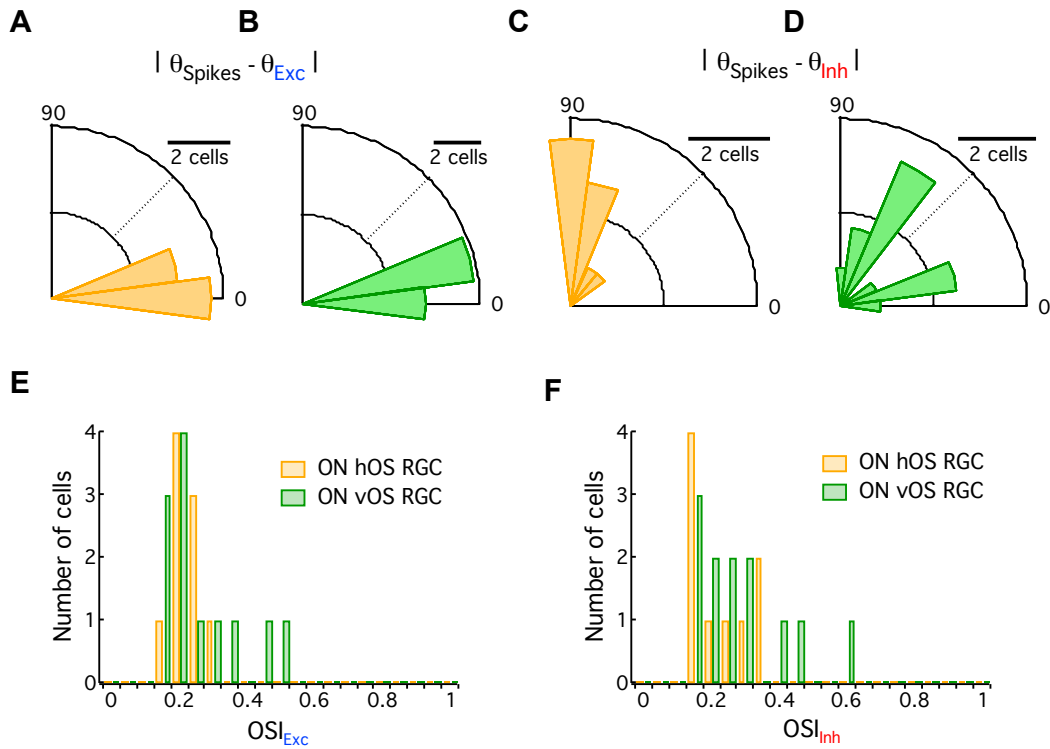 A
B
C
D
| θSpikes - θExc |
| θSpikes - θInh |
90
2 cells
0
90
2 cells
0
90
2 cells
0
90
2 cells
0
E
Number of cells
4
3
2
1
0
ON hOS RGC
ON vOS RGC
0 0.2 0.4 0.6 0.8 1
OSIExc
F
Number of cells
4
3
2
1
0
ON hOS RGC
ON vOS RGC
0 0.2 0.4 0.6 0.8 1
OSIInh